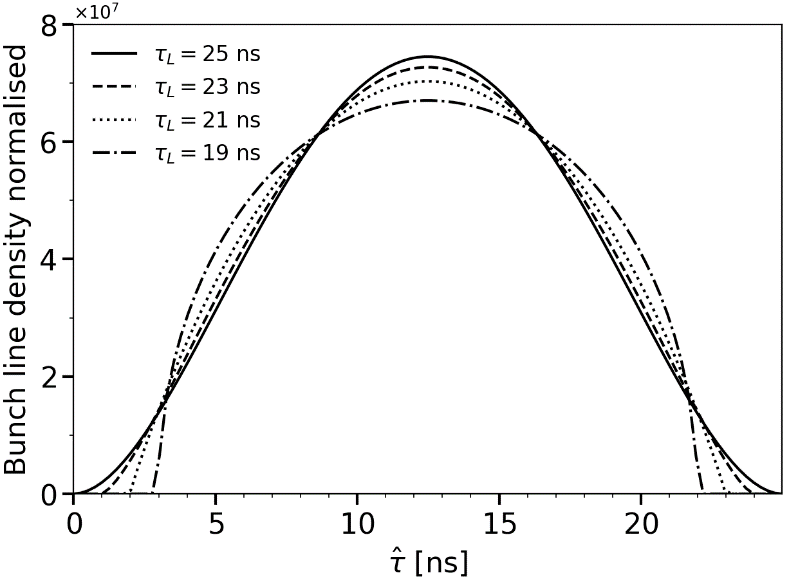 ×10⁷
8
6
4
2
0
Bunch line density normalised
τ_L = 25 ns
τ_L = 23 ns
τ_L = 21 ns
τ_L = 19 ns
0 5 10 15 20
τ̂ [ns]